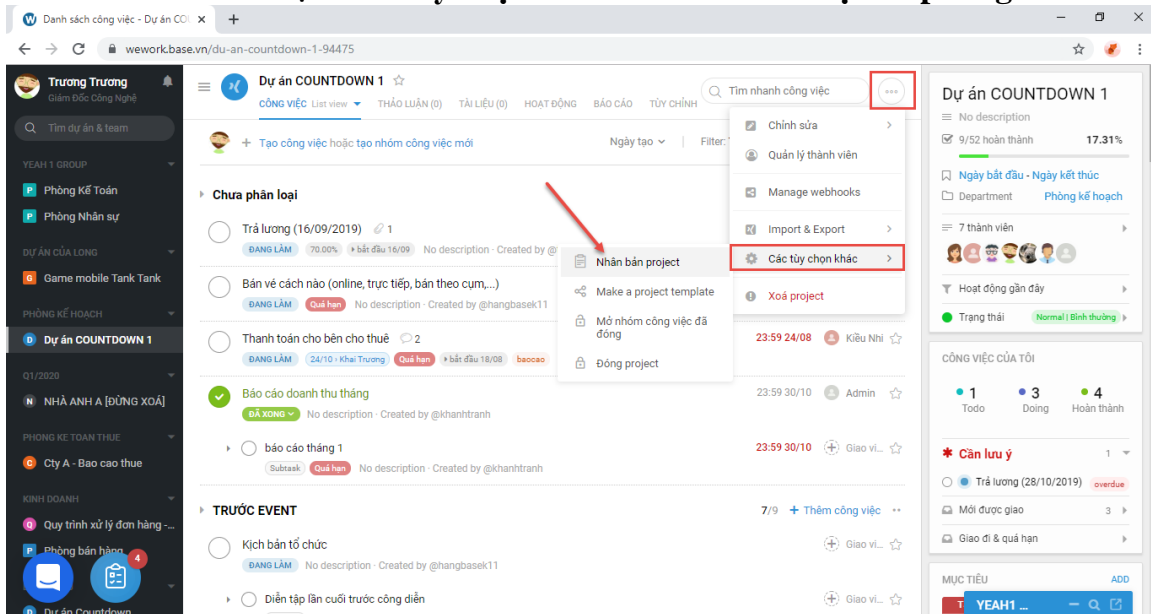 Danh sách công việc - Dự án CO
wework.base.vn/du-an-countdown-1-94475
Trương Trương
Giám Đốc Công Nghệ
Tìm dự án & team
YEAH 1 GROUP
P Phòng Kế Toán
P Phòng Nhân sự
DỰ ÁN CỦA LONG
G Game mobile Tank Tank
PHÒNG KẾ HOẠCH
D Dự án COUNTDOWN 1
Q1/2020
N NHÀ ANH A [ĐỪNG XOÁ]
PHONG KE TOAN THUE
C Cty A - Bao cao thue
KINH DOANH
Q Quy trình xử lý đơn hàng -...
P Phòng bán hàng
4
Dự án Countdown
Dự án COUNTDOWN 1
CÔNG VIỆC List view THẢO LUẬN (0) TÀI LIỆU (0) HOẠT ĐỘNG BÁO CÁO TÙY CHỈNH
Tìm nhanh công việc
+ Tạo công việc hoặc tạo nhóm công việc mới
Ngày tạo Filter:
Chưa phân loại
Trả lương (16/09/2019) 1
ĐANG LÀM 70.00% bắt đầu 16/09 No description · Created by @
Bán vé cách nào (online, trực tiếp, bán theo cụm,...)
ĐANG LÀM Quá hạn No description · Created by @hangbasek11
Thanh toán cho bên cho thuê 2
23:59 24/08 Kiều Nhi
ĐANG LÀM 24/10 › Khai Truong Quá hạn bắt đầu 18/08 baocao
Báo cáo doanh thu tháng
23:59 30/10 Admin
ĐÃ XONG No description · Created by @khanhtranh
báo cáo tháng 1
23:59 30/10 Giao vi...
Subtask Quá hạn No description · Created by @khanhtranh
TRƯỚC EVENT
7/9 + Thêm công việc
Kịch bản tổ chức
Giao vi...
ĐANG LÀM No description · Created by @hangbasek11
Diễn tập lần cuối trước công diễn
Giao vi...
Chỉnh sửa
Quản lý thành viên
Manage webhooks
Import & Export
Các tùy chọn khác
Xoá project
Nhân bản project
Make a project template
Mở nhóm công việc đã
đóng
Đóng project
Dự án COUNTDOWN 1
No description
9/52 hoàn thành 17.31%
Ngày bắt đầu - Ngày kết thúc
Department Phòng kế hoạch
7 thành viên
Hoạt động gần đây
Trạng thái Normal | Bình thường
CÔNG VIỆC CỦA TÔI
1 3 4
Todo Doing Hoàn thành
Cần lưu ý 1
Trả lương (28/10/2019) overdue
Mới được giao 3
Giao đi & quá hạn
MỤC TIÊU ADD
YEAH1 ...